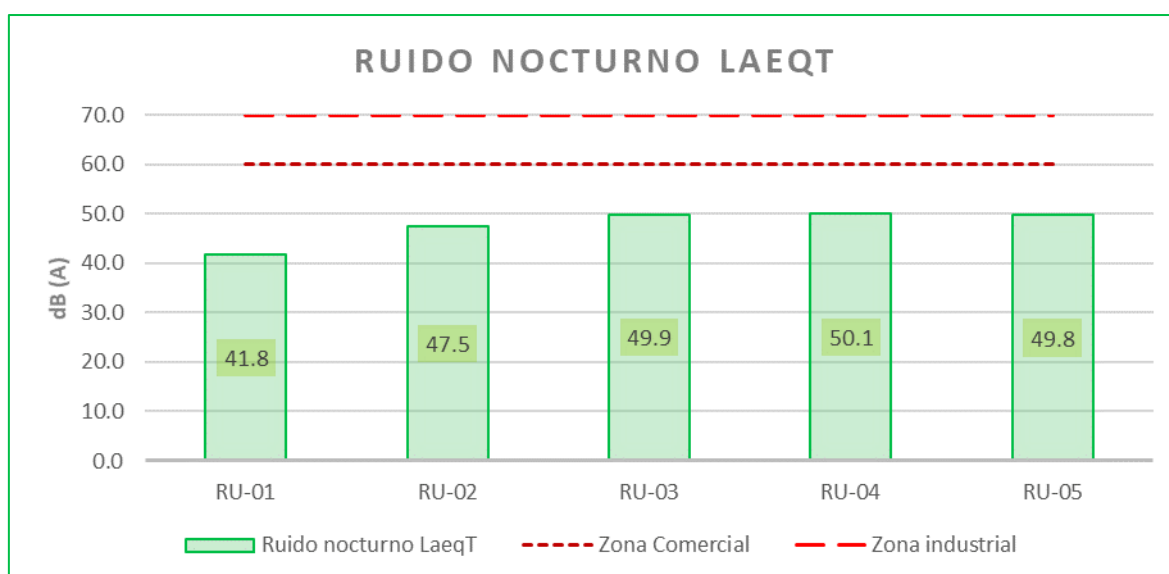 RUIDO NOCTURNO LAEQT
dB (A)
70.0
60.0
50.0
40.0
30.0
20.0
10.0
0.0
41.8
47.5
49.9
50.1
49.8
RU-01
RU-02
RU-03
RU-04
RU-05
Ruido nocturno LaeqT
Zona Comercial
Zona industrial